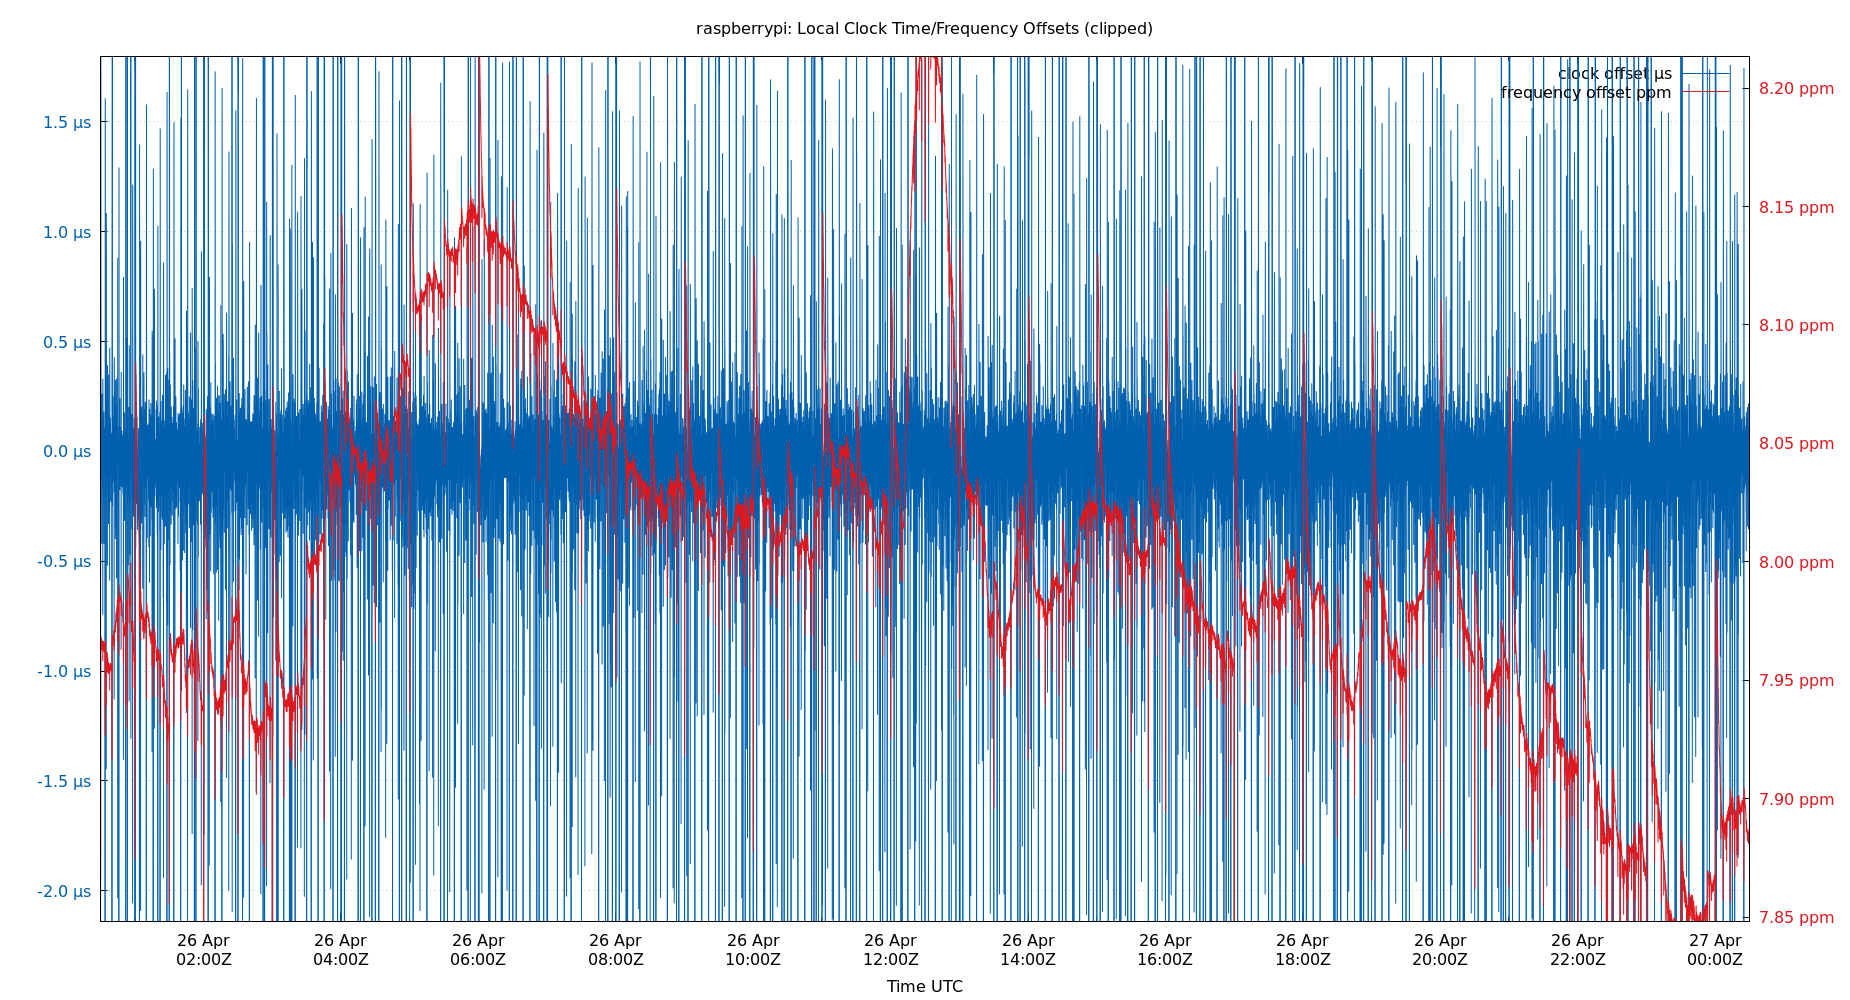 raspberrypi: Local Clock Time/Frequency Offsets (clipped)
clock offset µs
frequency offset ppm
1.5 µs
1.0 µs
0.5 µs
0.0 µs
-0.5 µs
-1.0 µs
-1.5 µs
-2.0 µs
8.20 ppm
8.15 ppm
8.10 ppm
8.05 ppm
8.00 ppm
7.95 ppm
7.90 ppm
7.85 ppm
26 Apr 26 Apr 26 Apr 26 Apr 26 Apr 26 Apr 26 Apr 26 Apr 26 Apr 26 Apr 26 Apr 27 Apr
02:00Z 04:00Z 06:00Z 08:00Z 10:00Z 12:00Z 14:00Z 16:00Z 18:00Z 20:00Z 22:00Z 00:00Z
Time UTC